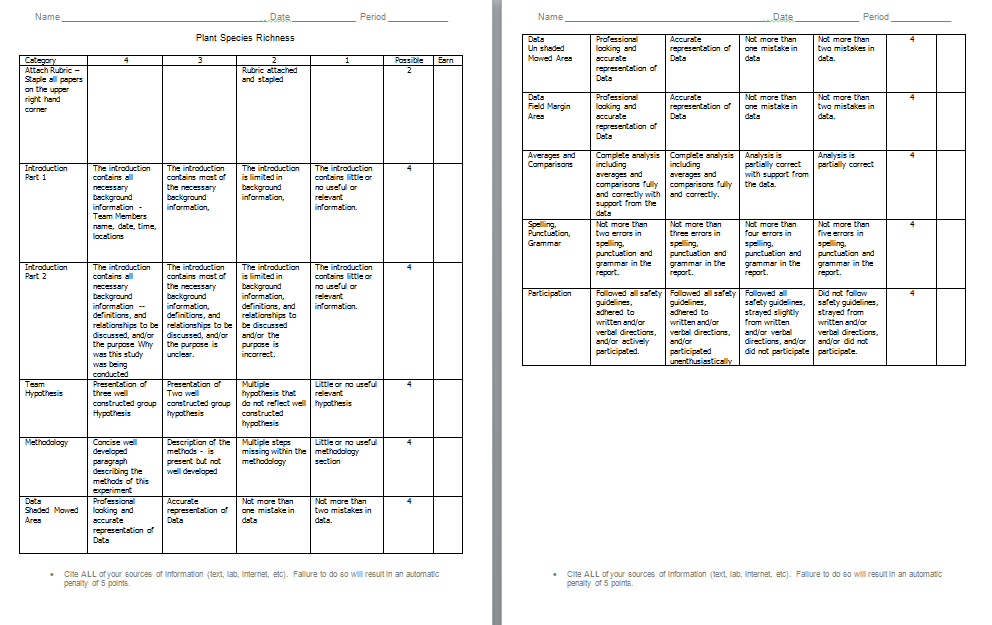 Name Date Period
Plant Species Richness
Category 4 3 2 1 Possible Earn
Attach Rubric –
Staple all papers
on the upper
right hand
corner
Rubric attached
and stapled
2
Introduction
Part 1
The introduction
contains all
necessary
background
information -
Team Members
name, date, time,
locations
The introduction
contains most of
the necessary
background
information,
The introduction
is limited in
background
information,
The introduction
contains little or
no useful or
relevant
information.
4
Introduction
Part 2
The introduction
contains all
necessary
background
information --
definitions, and
relationships to be
discussed, and/or
the purpose Why
was this study
was being
conducted
The introduction
contains most of
the necessary
background
information,
definitions, and
relationships to be
discussed, and/or
the purpose is
unclear.
The introduction
is limited in
background
information,
definitions, and
relationships to
be discussed
and/or the
purpose is
incorrect.
The introduction
contains little or
no useful or
relevant
information.
4
Team
Hypothesis
Presentation of
three well
constructed group
Hypothesis
Presentation of
Two well
constructed group
hypothesis
Multiple
hypothesis that
do not reflect well
constructed
hypothesis
Little or no useful
relevant
hypothesis
4
Methodology
Concise well
developed
paragraph
describing the
methods of this
experiment
Description of the
methods - is
present but not
well developed
Multiple steps
missing within the
methodology
Little or no useful
methodology
section
4
Data
Shaded Mowed
Area
Professional
looking and
accurate
representation of
Data
Accurate
representation of
Data
Not more than
one mistake in
data
Not more than
two mistakes in
data.
4
• Cite ALL of your sources of information (text, lab, Internet, etc). Failure to do so will result in an automatic
penalty of 5 points.
Name Date Period
Data
Un shaded
Mowed Area
Professional
looking and
accurate
representation of
Data
Accurate
representation of
Data
Not more than
one mistake in
data
Not more than
two mistakes in
data.
4
Data
Field Margin
Area
Professional
looking and
accurate
representation of
Data
Accurate
representation of
Data
Not more than
one mistake in
data
Not more than
two mistakes in
data.
4
Averages and
Comparisons
Complete analysis
including
averages and
comparisons fully
and correctly with
support from the
data
Complete analysis
including
averages and
comparisons fully
and correctly.
Analysis is
partially correct
with support from
the data.
Analysis is
partially correct
4
Spelling,
Punctuation,
Grammar
Not more than
two errors in
spelling,
punctuation and
grammar in the
report.
Not more than
three errors in
spelling,
punctuation and
grammar in the
report.
Not more than
four errors in
spelling,
punctuation and
grammar in the
report.
Not more than
five errors in
spelling,
punctuation and
grammar in the
report.
4
Participation
Followed all safety
guidelines,
adhered to
written and/or
verbal directions,
and/or actively
participated.
Followed all safety
guidelines,
adhered to
written and/or
verbal directions,
and/or
participated
unenthusiastically
Followed all
safety guidelines,
strayed slightly
from written
and/or verbal
directions, and/or
did not participate
Did not follow
safety guidelines,
strayed from
written and/or
verbal directions,
and/or did not
participate.
4
• Cite ALL of your sources of information (text, lab, Internet, etc). Failure to do so will result in an automatic
penalty of 5 points.